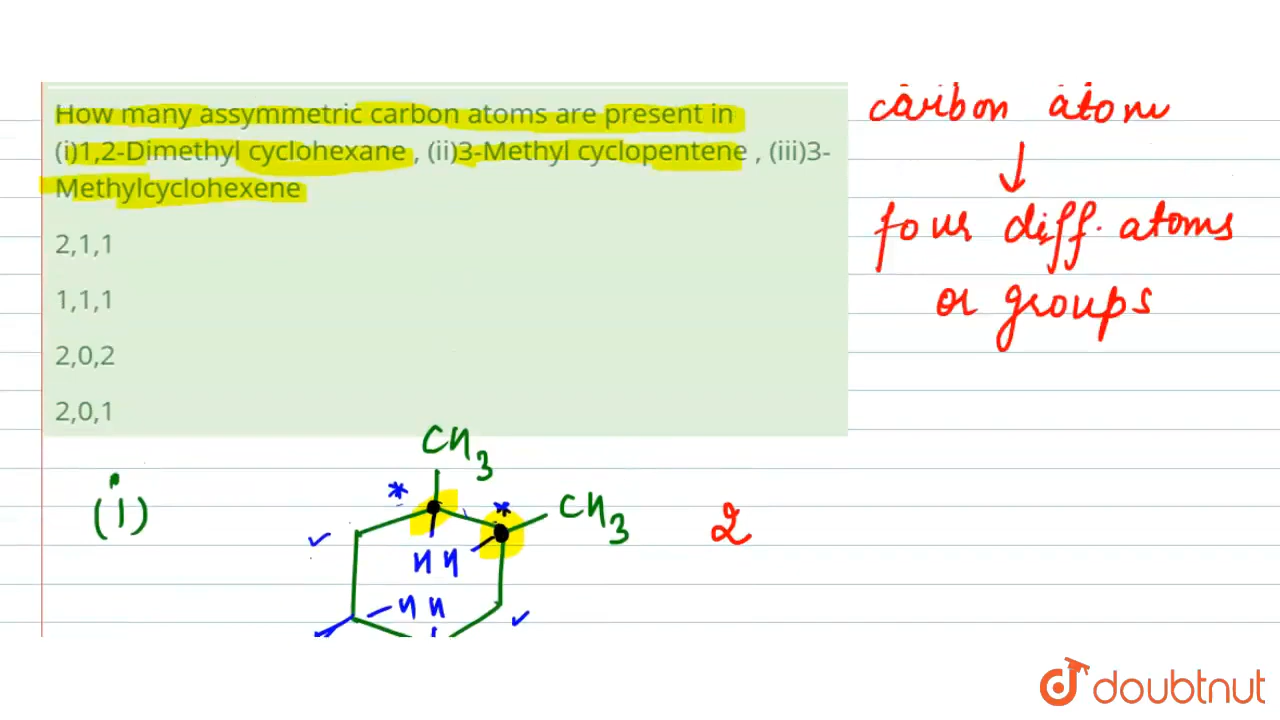 How many assymmetric carbon atoms are present in
(i)1,2-Dimethyl cyclohexane , (ii)3-Methyl cyclopentene , (iii)3-
Methylcyclohexene
2,1,1
1,1,1
2,0,2
2,0,1
carbon atom
↓
four diff. atoms
or groups
(i)
CH3
*
*
CH3
2
H H
H H
doubtnut